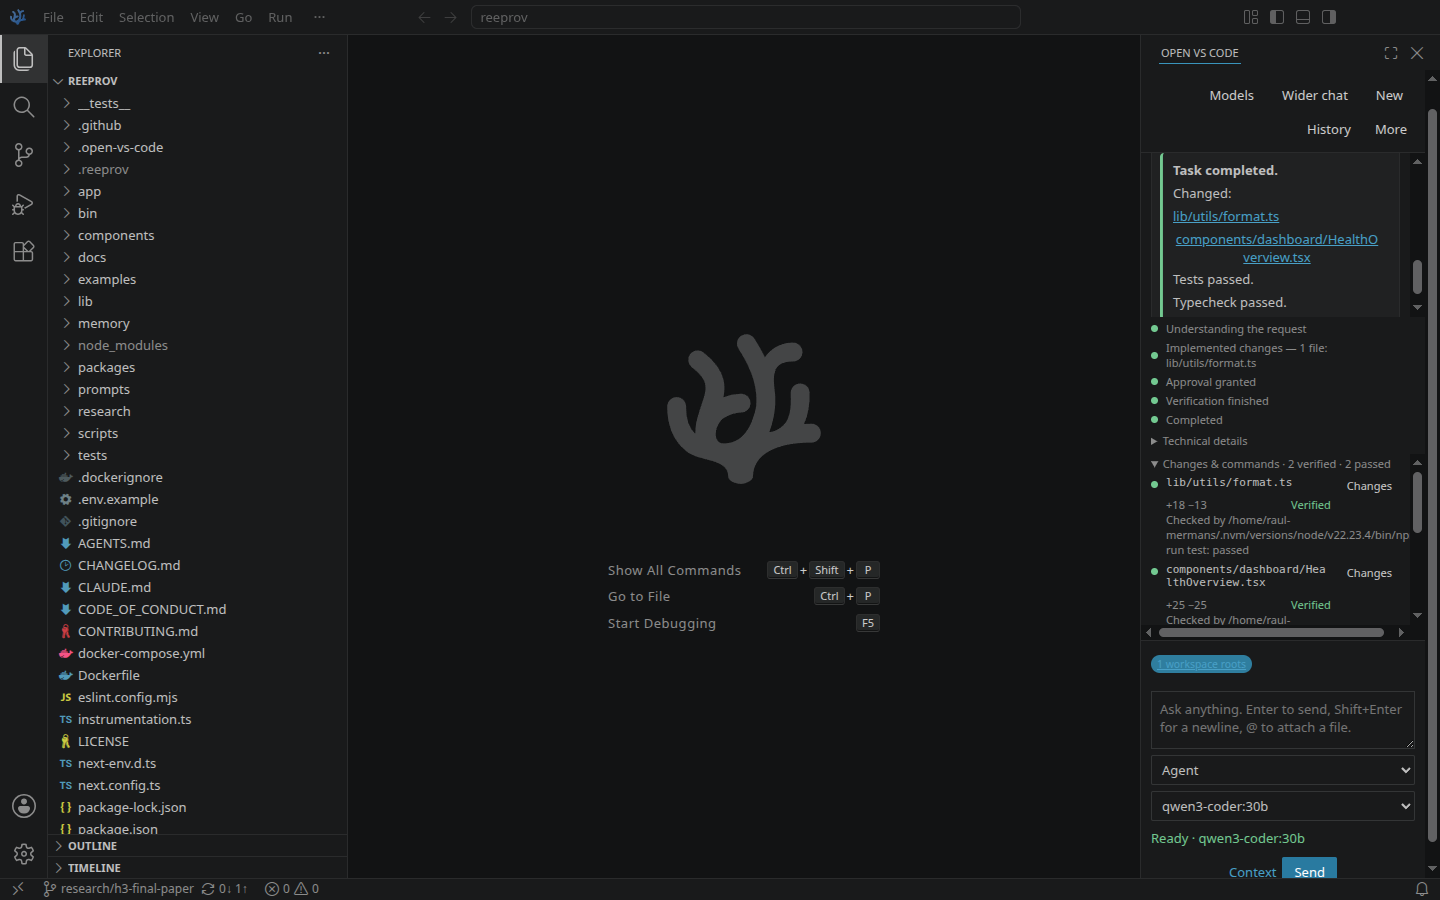 File Edit Selection View Go Run ···
reeprov
EXPLORER
REEPROV
__tests__
.github
.open-vs-code
.reeprov
app
bin
components
docs
examples
lib
memory
node_modules
packages
prompts
research
scripts
tests
.dockerignore
.env.example
.gitignore
AGENTS.md
CHANGELOG.md
CLAUDE.md
CODE_OF_CONDUCT.md
CONTRIBUTING.md
docker-compose.yml
Dockerfile
JS eslint.config.mjs
TS instrumentation.ts
LICENSE
TS next-env.d.ts
TS next.config.ts
{} package-lock.json
{} package.json
OUTLINE
TIMELINE
Show All Commands Ctrl + Shift + P
Go to File Ctrl + P
Start Debugging F5
OPEN VS CODE
Models Wider chat New
History More
Task completed.
Changed:
lib/utils/format.ts
components/dashboard/HealthO
verview.tsx
Tests passed.
Typecheck passed.
Understanding the request
Implemented changes — 1 file:
lib/utils/format.ts
Approval granted
Verification finished
Completed
Technical details
Changes & commands · 2 verified · 2 passed
lib/utils/format.ts Changes
+18 −13 Verified
Checked by /home/raul-
mermans/.nvm/versions/node/v22.23.4/bin/np
run test: passed
components/dashboard/Hea Changes
lthOverview.tsx
+25 −25 Verified
Checked by /home/raul-
1 workspace roots
Ask anything. Enter to send, Shift+Enter
for a newline, @ to attach a file.
Agent
qwen3-coder:30b
Ready · qwen3-coder:30b
Context Send
research/h3-final-paper 0↓ 1↑ 0 0